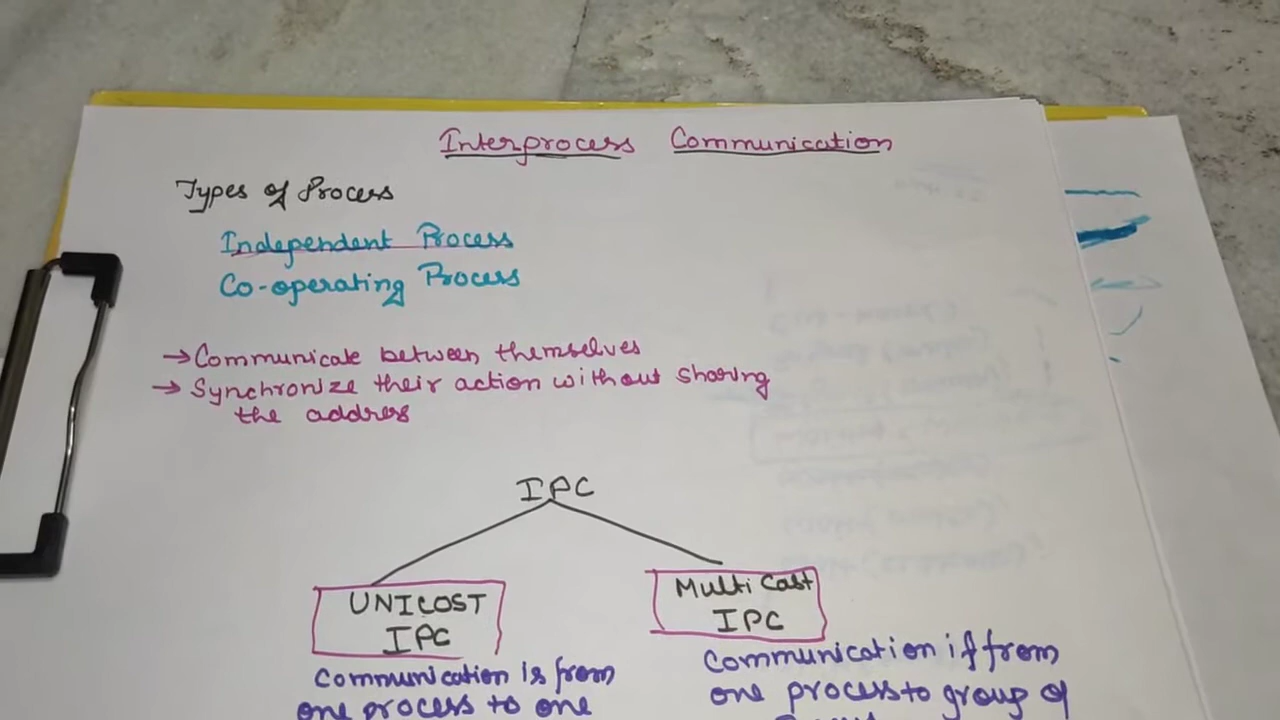 Interprocess Communication
Types of Process
Independent Process
Co-operating Process
→ Communicate between themselves
→ Synchronize their action without sharing
the address
IPC
UNICOST
IPC
Multi Cast
IPC
Communication is from
one process to one
Communication if from
one process to group of